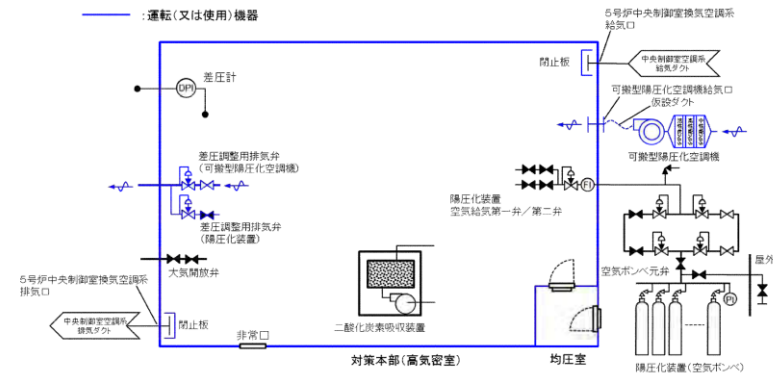 ：運転(又は使用)機器
5号炉中央制御室換気空調系
給気口
閉止板
中央制御室空調系
給気ダクト
差圧計
DPI
可搬型陽圧化空調機給気口
仮設ダクト
可搬型陽圧化空調機
差圧調整用排気弁
(可搬型陽圧化空調機)
陽圧化装置
空気給気第一弁／第二弁
FI
差圧調整用排気弁
(陽圧化装置)
大気開放弁
空気ボンベ元弁
屋外
5号炉中央制御室換気空調系
排気口
中央制御室空調系
排気ダクト
閉止板
PI
二酸化炭素吸収装置
非常口
対策本部(高気密室)
均圧室
陽圧化装置(空気ボンベ)